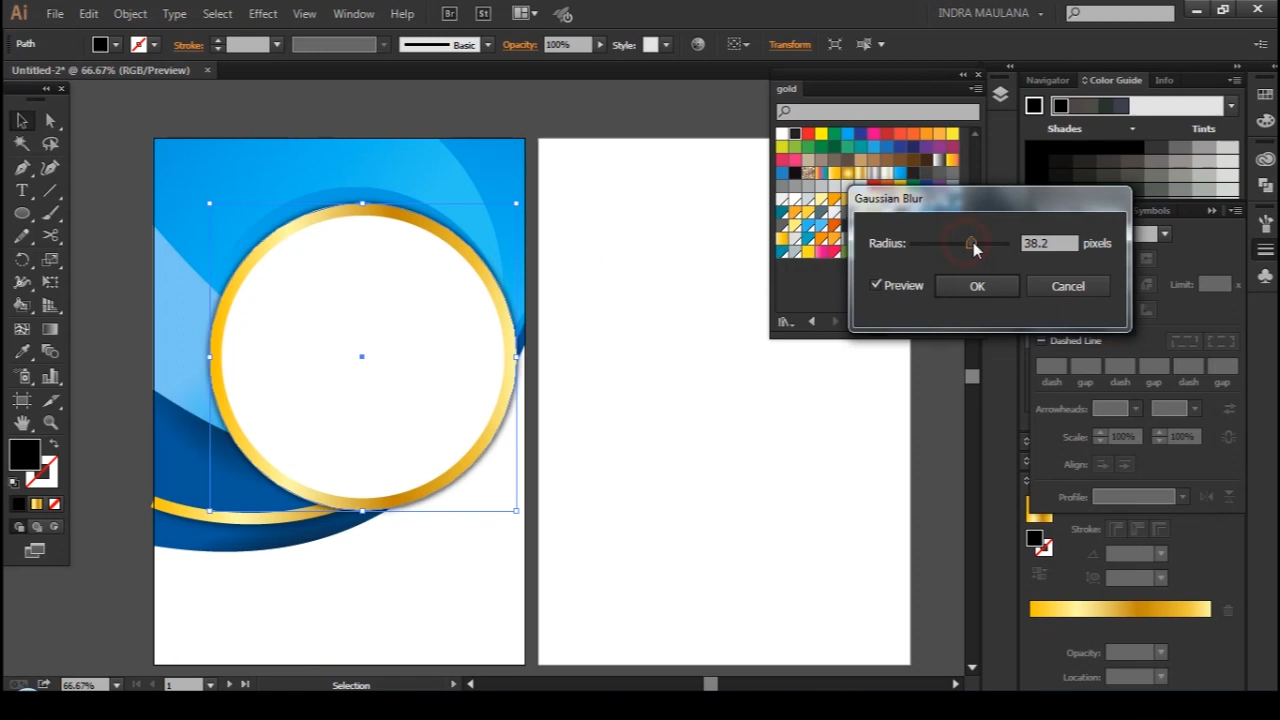 Ai File Edit Object Type Select Effect View Window Help Br St INDRA MAULANA
Path Stroke: Basic Opacity: 100% Style: Transform
Untitled-2* @ 66.67% (RGB/Preview)
gold
Navigator Color Guide Info
Shades Tints
Gaussian Blur
Radius: 38.2 pixels
Preview OK Cancel
Symbols
Limit: x
Dashed Line
dash gap dash gap dash gap
Arrowheads:
Scale: 100% 100%
Align:
Profile:
Stroke:
Opacity:
Location:
66.67% 1 Selection